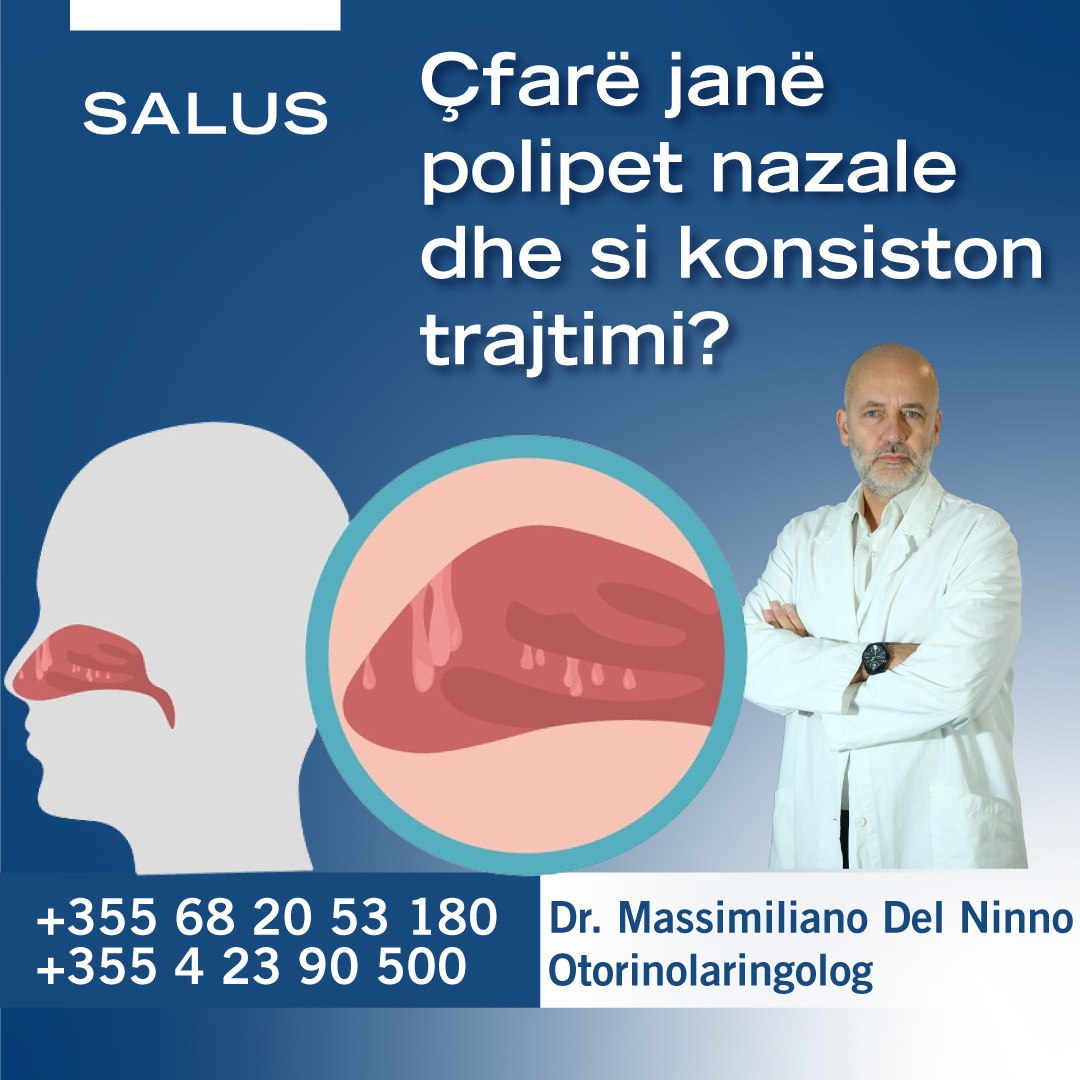 SALUS
Çfarë janë
polipet nazale
dhe si konsiston
trajtimi?
+355 68 20 53 180
+355 4 23 90 500
Dr. Massimiliano Del Ninno
Otorinolaringolog